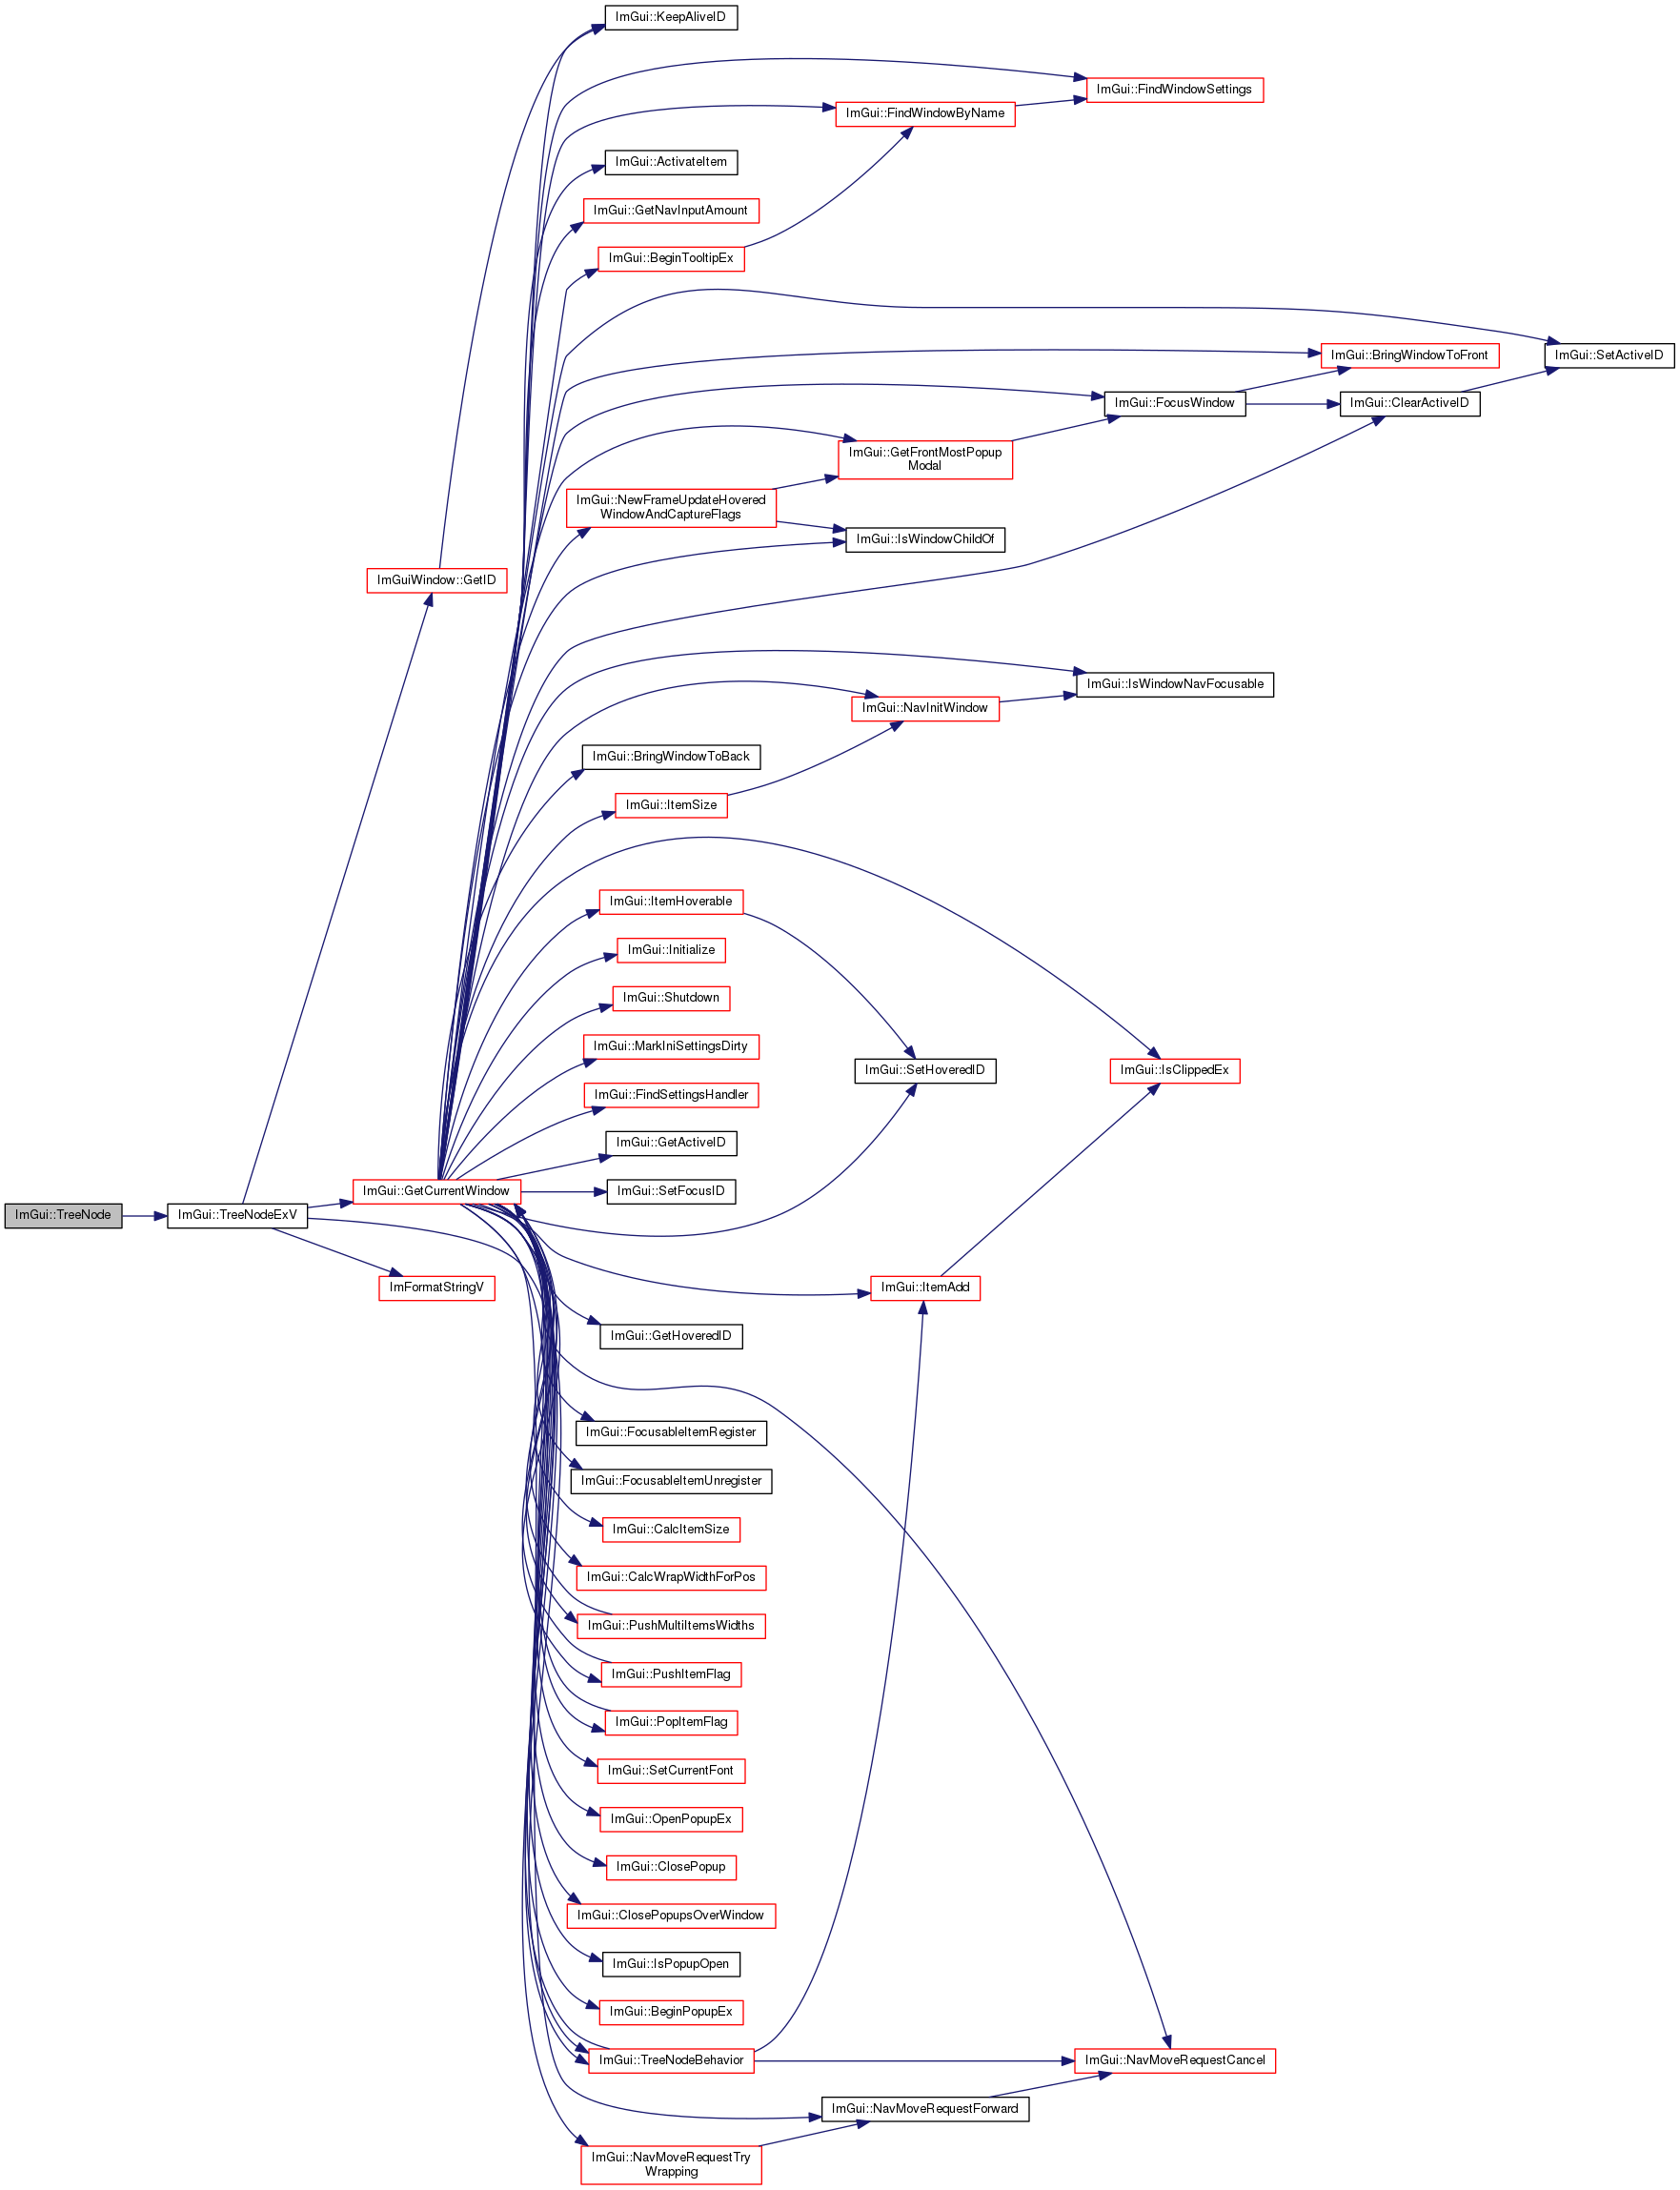 ImGui::KeepAliveID
ImGui::FindWindowSettings
ImGui::FindWindowByName
ImGui::ActivateItem
ImGui::GetNavInputAmount
ImGui::BeginTooltipEx
ImGui::BringWindowToFront
ImGui::SetActiveID
ImGui::FocusWindow
ImGui::ClearActiveID
ImGui::GetFrontMostPopup
Modal
ImGui::NewFrameUpdateHovered
WindowAndCaptureFlags
ImGui::IsWindowChildOf
ImGuiWindow::GetID
ImGui::IsWindowNavFocusable
ImGui::NavInitWindow
ImGui::BringWindowToBack
ImGui::ItemSize
ImGui::ItemHoverable
ImGui::Initialize
ImGui::Shutdown
ImGui::MarkIniSettingsDirty
ImGui::SetHoveredID
ImGui::IsClippedEx
ImGui::FindSettingsHandler
ImGui::GetActiveID
ImGui::GetCurrentWindow
ImGui::SetFocusID
ImGui::TreeNode
ImGui::TreeNodeExV
ImFormatStringV
ImGui::ItemAdd
ImGui::GetHoveredID
ImGui::FocusableItemRegister
ImGui::FocusableItemUnregister
ImGui::CalcItemSize
ImGui::CalcWrapWidthForPos
ImGui::PushMultiItemsWidths
ImGui::PushItemFlag
ImGui::PopItemFlag
ImGui::SetCurrentFont
ImGui::OpenPopupEx
ImGui::ClosePopup
ImGui::ClosePopupsOverWindow
ImGui::IsPopupOpen
ImGui::BeginPopupEx
ImGui::TreeNodeBehavior
ImGui::NavMoveRequestCancel
ImGui::NavMoveRequestForward
ImGui::NavMoveRequestTry
Wrapping